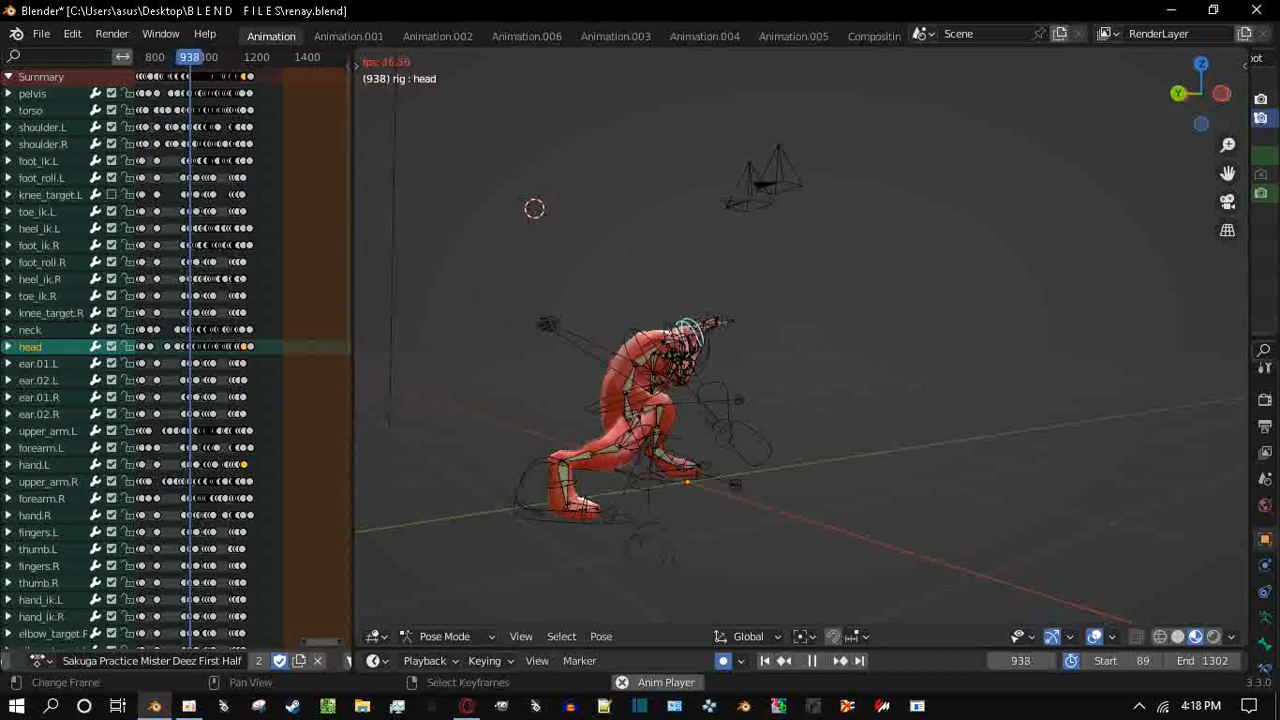 Blender* [C:\Users\asus\Desktop\B L E N D   F I L E S\renay.blend]
File Edit Render Window Help Animation Animation.001 Animation.002 Animation.006 Animation.003 Animation.004 Animation.005 Compositin Scene RenderLayer
800 938 000 1200 1400
fps: 36.36
(938) rig : head
Summary
pelvis
torso
shoulder.L
shoulder.R
foot_ik.L
foot_roll.L
knee_target.L
toe_ik.L
heel_ik.L
foot_ik.R
foot_roll.R
heel_ik.R
toe_ik.R
knee_target.R
neck
head
ear.01.L
ear.02.L
ear.01.R
ear.02.R
upper_arm.L
forearm.L
hand.L
upper_arm.R
forearm.R
hand.R
fingers.L
thumb.L
fingers.R
thumb.R
hand_ik.L
hand_ik.R
elbow_target.F
Z
Y
oot
Pose Mode View Select Pose Global
Sakuga Practice Mister Deez First Half 2
Playback Keying View Marker 938 Start 89 End 1302
Change Frame Pan View Select Keyframes Anim Player 3.3.0
4:18 PM